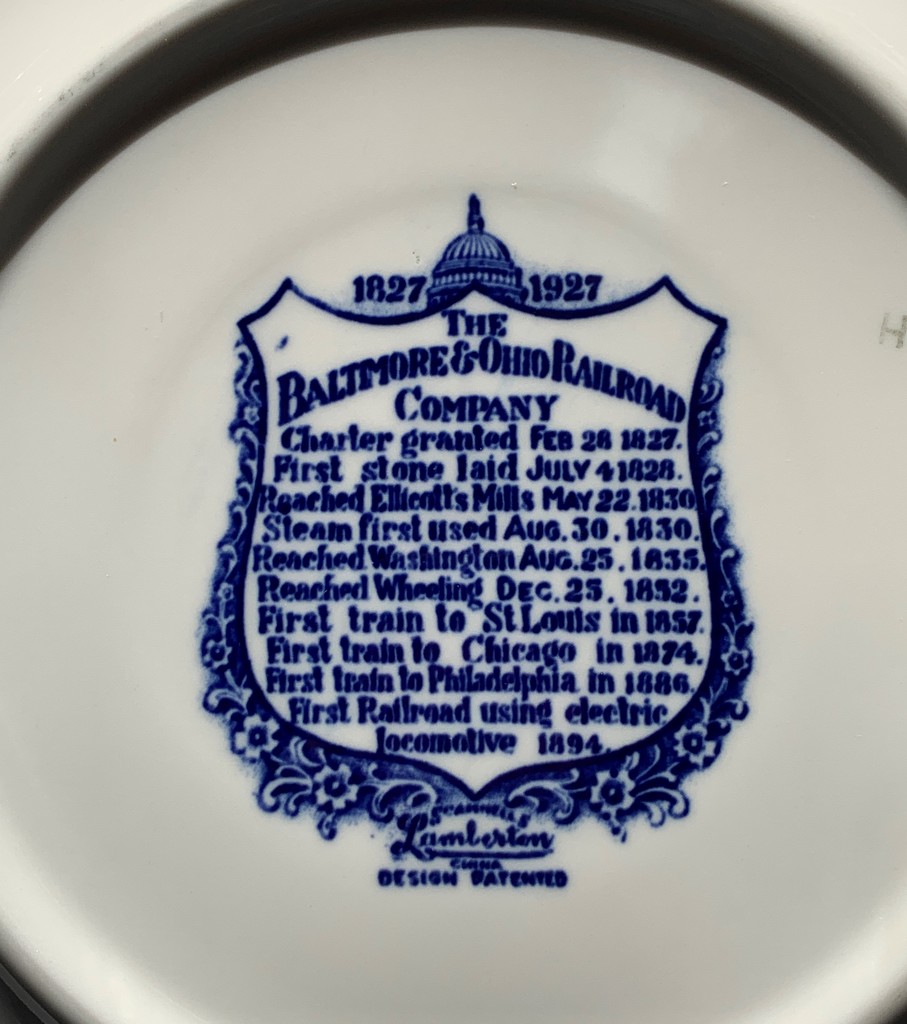 1827 1927
THE
BALTIMORE & OHIO RAILROAD
COMPANY
Charter granted FEB 28 1827.
First stone laid JULY 4 1828.
Reached Ellicott's Mills MAY 22. 1830
Steam first used AUG. 30. 1830.
Reached Washington AUG. 25. 1835.
Reached Wheeling DEC. 25. 1852.
First train to St Louis in 1857.
First train to Chicago in 1874.
First train to Philadelphia in 1886.
First Railroad using electric
locomotive 1894.
SCAMMELL'S
Lamberton
CHINA
DESIGN PATENTED
H